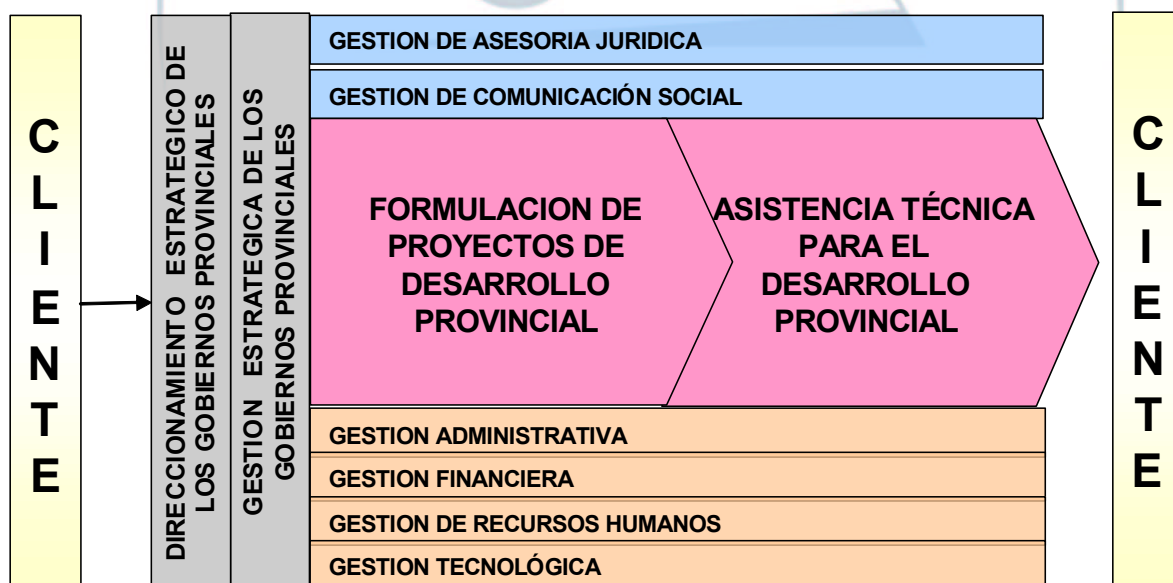 C
L
I
E
N
T
E
DIRECCIONAMIENTO ESTRATEGICO DE
LOS GOBIERNOS PROVINCIALES
GESTION ESTRATEGICA DE LOS
GOBIERNOS PROVINCIALES
GESTION DE ASESORIA JURIDICA
GESTION DE COMUNICACIÓN SOCIAL
FORMULACION DE
PROYECTOS DE
DESARROLLO
PROVINCIAL
ASISTENCIA TÉCNICA
PARA EL
DESARROLLO
PROVINCIAL
GESTION ADMINISTRATIVA
GESTION FINANCIERA
GESTION DE RECURSOS HUMANOS
GESTION TECNOLÓGICA
C
L
I
E
N
T
E